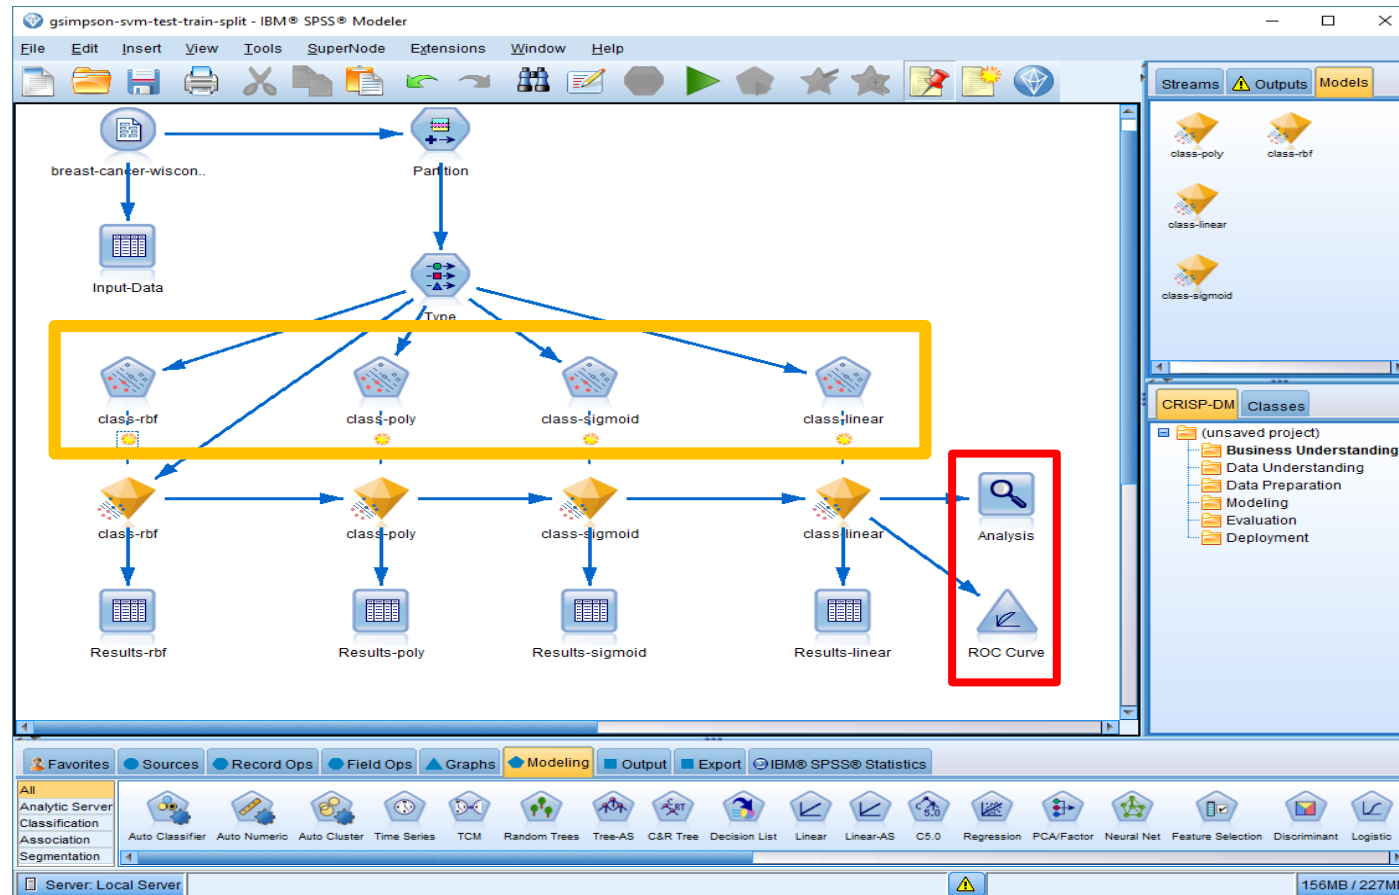 gsimpson-svm-test-train-split - IBM® SPSS® Modeler
File Edit Insert View Tools SuperNode Extensions Window Help
Streams Outputs Models
class-poly class-rbf
class-linear
class-sigmoid
breast-cancer-wiscon.. Partition
Input-Data
Type
class-rbf class-poly class-sigmoid class-linear
class-rbf class-poly class-sigmoid class-linear Analysis
Results-rbf Results-poly Results-sigmoid Results-linear ROC Curve
CRISP-DM Classes
(unsaved project)
Business Understanding
Data Understanding
Data Preparation
Modeling
Evaluation
Deployment
Favorites Sources Record Ops Field Ops Graphs Modeling Output Export IBM® SPSS® Statistics
All
Analytic Server
Classification
Association
Segmentation
Auto Classifier Auto Numeric Auto Cluster Time Series TCM Random Trees Tree-AS C&R Tree Decision List Linear Linear-AS C5.0 Regression PCA/Factor Neural Net Feature Selection Discriminant Logistic
Server: Local Server 156MB / 227M